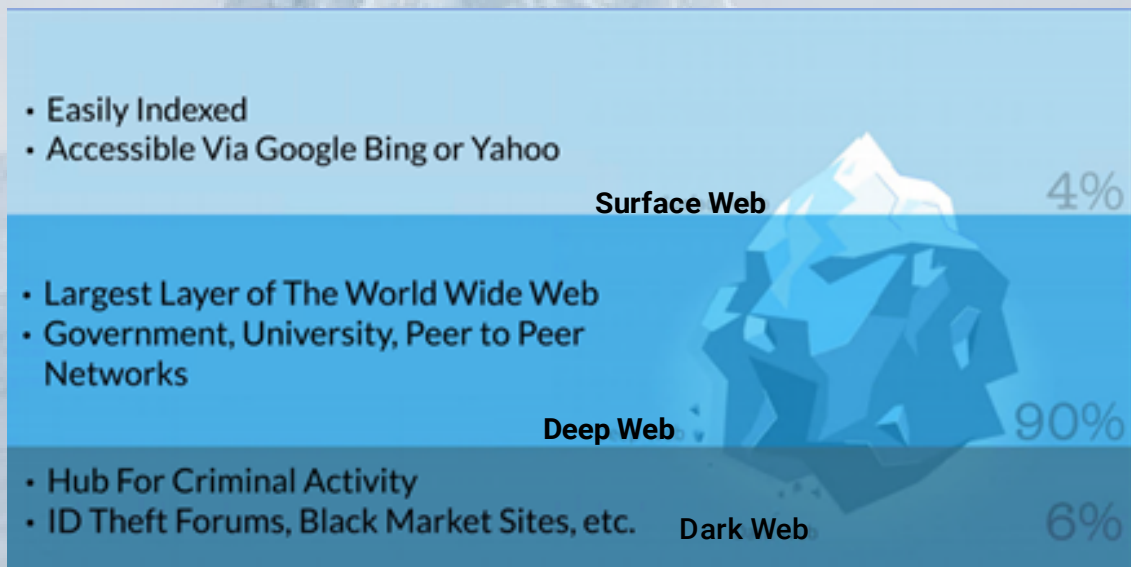 • Easily Indexed
• Accessible Via Google Bing or Yahoo
Surface Web
4%
• Largest Layer of The World Wide Web
• Government, University, Peer to Peer
Networks
Deep Web
90%
• Hub For Criminal Activity
• ID Theft Forums, Black Market Sites, etc.
Dark Web
6%